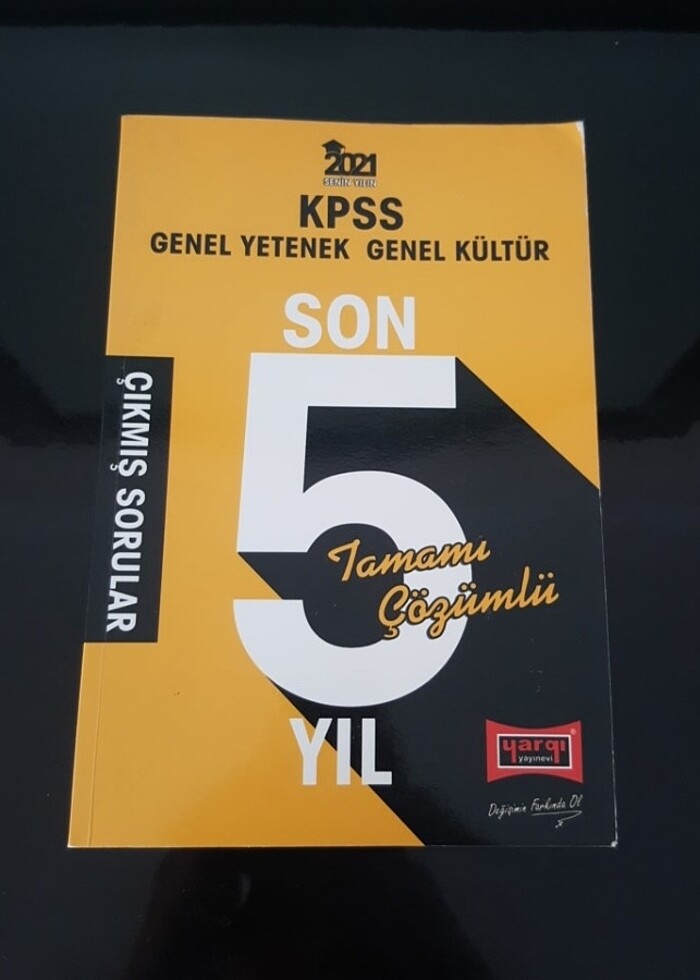 2021
SENİN YILIN
KPSS
GENEL YETENEK GENEL KÜLTÜR
SON
5
YIL
Tamamı
Çözümlü
ÇIKMIŞ SORULAR
yargı
yayınevi
Değişimin Farkında Ol